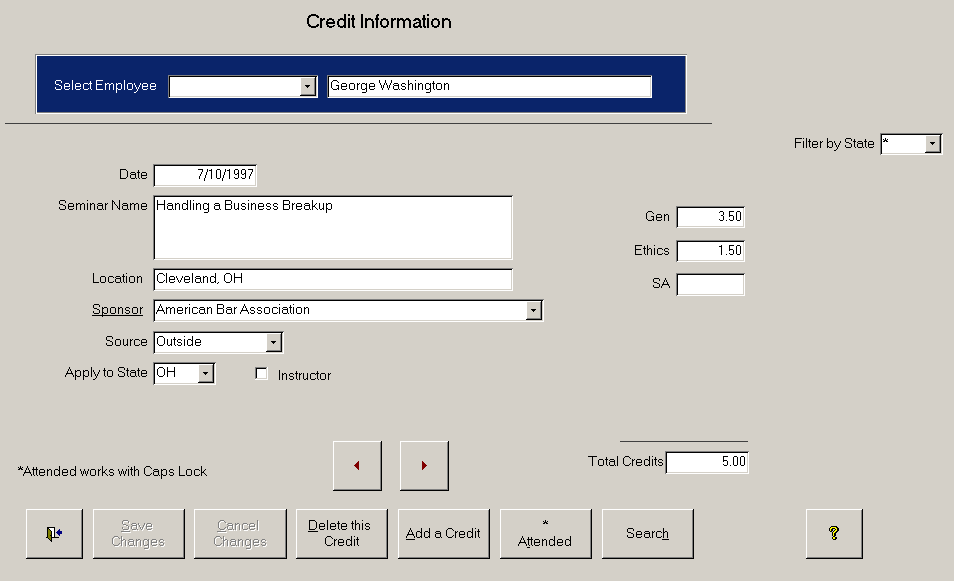 Credit Information
Select Employee George Washington
Filter by State *
Date 7/10/1997
Seminar Name Handling a Business Breakup
Gen 3.50
Ethics 1.50
SA
Location Cleveland, OH
Sponsor American Bar Association
Source Outside
Apply to State OH Instructor
*Attended works with Caps Lock
Total Credits 5.00
Save
Changes
Cancel
Changes
Delete this
Credit
Add a Credit
*
Attended
Search
?